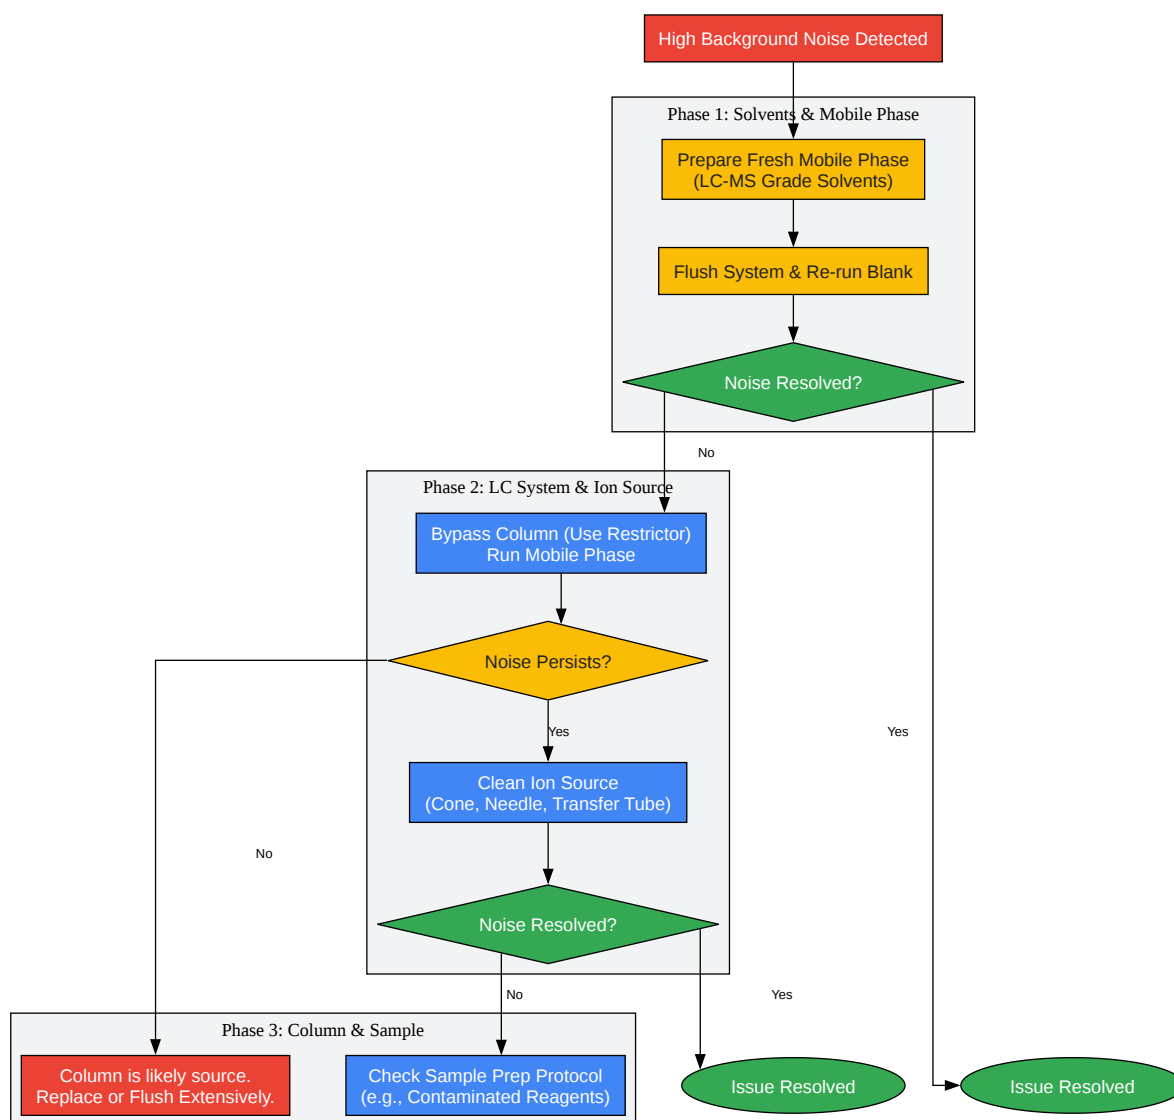 High Background Noise Detected
Phase 1: Solvents & Mobile Phase
Prepare Fresh Mobile Phase
(LC-MS Grade Solvents)
Flush System & Re-run Blank
Noise Resolved?
No
Phase 2: LC System & Ion Source
Bypass Column (Use Restrictor)
Run Mobile Phase
Noise Persists?
Yes
Yes
Clean Ion Source
(Cone, Needle, Transfer Tube)
No
Noise Resolved?
No
Yes
Phase 3: Column & Sample
Column is likely source.
Replace or Flush Extensively.
Check Sample Prep Protocol
(e.g., Contaminated Reagents)
Issue Resolved
Issue Resolved